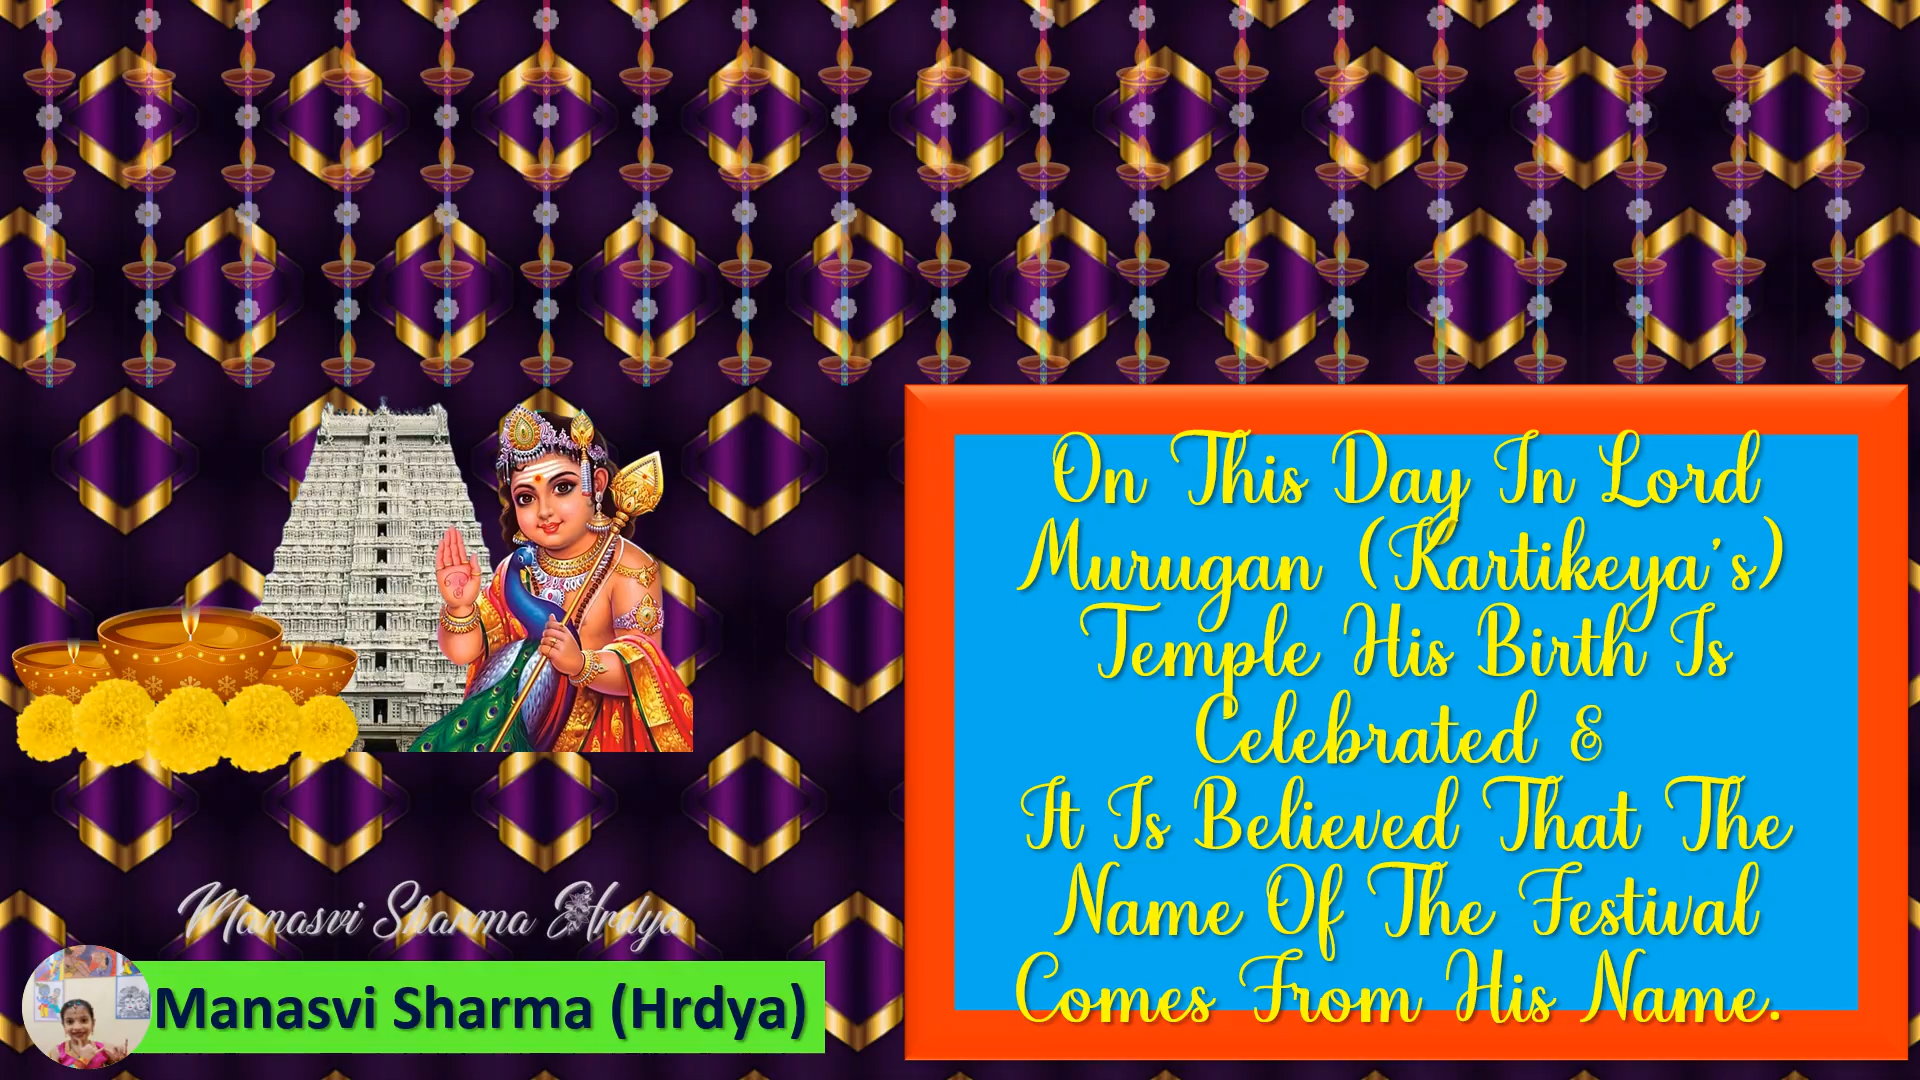 On This Day In Lord
Murugan (Kartikeya's)
Temple His Birth Is
Celebrated &
It Is Believed That The
Name Of The Festival
Comes From His Name.
Manasvi Sharma Hrdya
Manasvi Sharma (Hrdya)